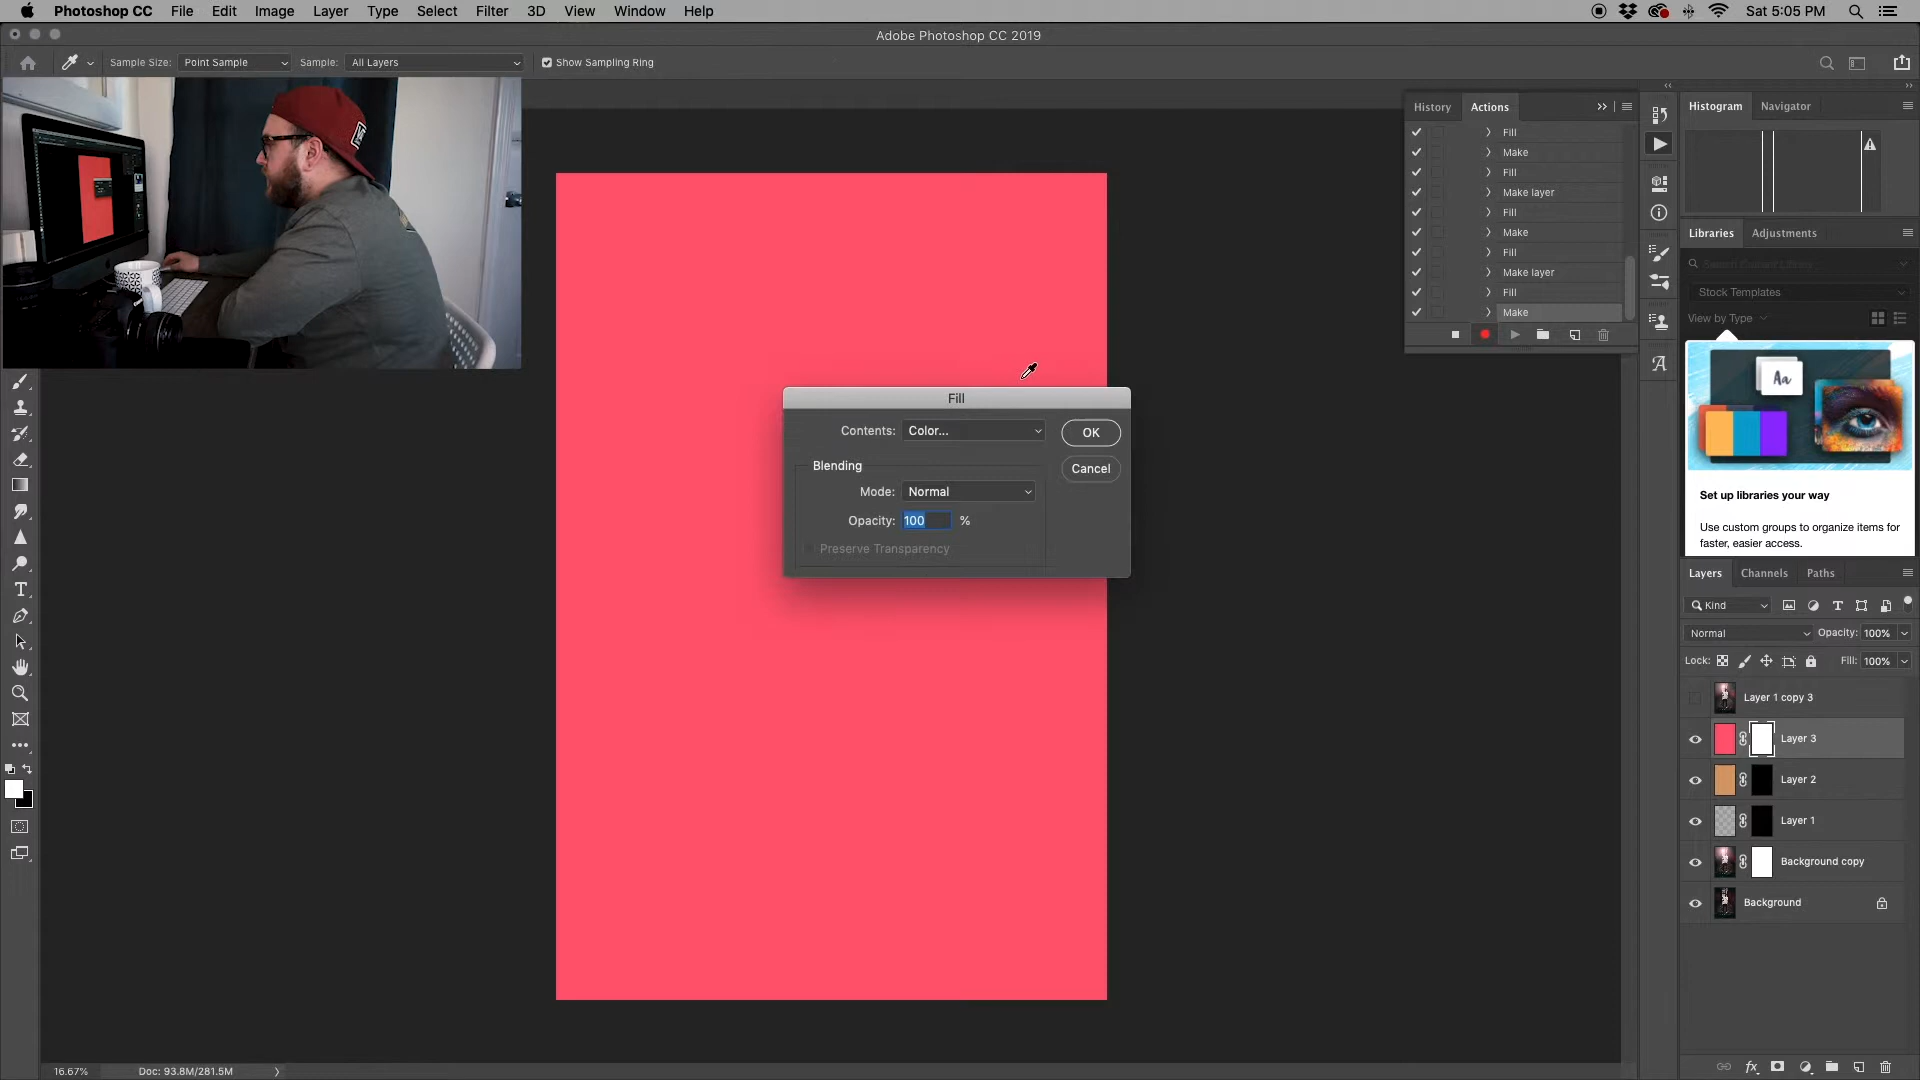 Photoshop CC File Edit Image Layer Type Select Filter 3D View Window Help Sat 5:05 PM
Adobe Photoshop CC 2019
Sample Size: Point Sample Sample: All Layers Show Sampling Ring
History Actions
Fill
Make
Fill
Make layer
Fill
Make
Fill
Make layer
Fill
Make
Histogram Navigator
Libraries Adjustments
Stock Templates
View by Type
Aa
Set up libraries your way
Use custom groups to organize items for
faster, easier access.
Fill
Contents: Color... OK
Blending
Cancel
Mode: Normal
Opacity: 100 %
Preserve Transparency
Layers Channels Paths
Kind
Normal Opacity: 100%
Lock: Fill: 100%
Layer 1 copy 3
Layer 3
Layer 2
Layer 1
Background copy
Background
16.67% Doc: 93.8M/281.5M